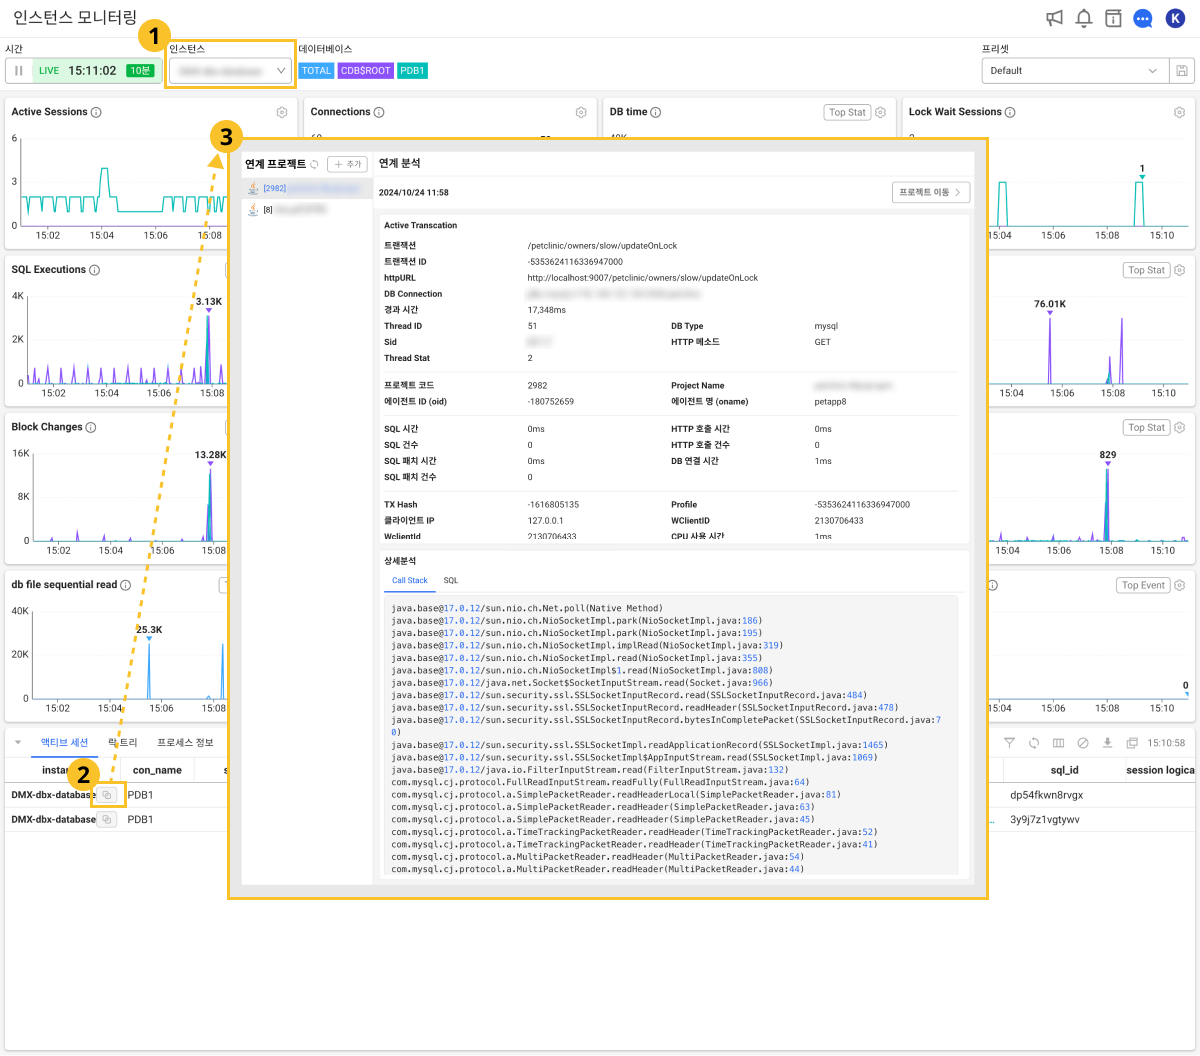 인스턴스 모니터링
K
1
시간
인스턴스
데이터베이스
프리셋
LIVE 15:11:02 10분
TOTAL CDB$ROOT PDB1
Default
Active Sessions
Connections
DB time Top Stat
Lock Wait Sessions
6
3
0
15:02 15:04 15:06 15:08
1
15:04 15:06 15:08 15:10
SQL Executions
4K
2K
0
3.13K
15:02 15:04 15:06 15:08
Top Stat
76.01K
15:04 15:06 15:08 15:10
Block Changes
16K
8K
0
13.28K
15:02 15:04 15:06 15:08
Top Stat
829
15:04 15:06 15:08 15:10
db file sequential read
40K
20K
0
25.3K
15:02 15:04 15:06 15:08
Top Event
0
15:04 15:06 15:08 15:10
3
연계 프로젝트 추가
[2982]
[8]
연계 분석
2024/10/24 11:58 프로젝트 이동
Active Transcation
트랜잭션 /petclinic/owners/slow/updateOnLock
트랜잭션 ID -5353624116336947000
httpURL http://localhost:9007/petclinic/owners/slow/updateOnLock
DB Connection
경과 시간 17,348ms
Thread ID 51 DB Type mysql
Sid HTTP 메소드 GET
Thread Stat 2
프로젝트 코드 2982 Project Name
에이전트 ID (oid) -180752659 에이전트 명 (oname) petapp8
SQL 시간 0ms HTTP 호출 시간 0ms
SQL 건수 0 HTTP 호출 건수 0
SQL 패치 시간 0ms DB 연결 시간 1ms
SQL 패치 건수 0
TX Hash -1616805135 Profile -5353624116336947000
클라이언트 IP 127.0.0.1 WClientID 2130706433
WclientId 2130706433 CPU 사용 시간 1ms
상세분석
Call Stack SQL
java.base@17.0.12/sun.nio.ch.Net.poll(Native Method)
java.base@17.0.12/sun.nio.ch.NioSocketImpl.park(NioSocketImpl.java:186)
java.base@17.0.12/sun.nio.ch.NioSocketImpl.park(NioSocketImpl.java:195)
java.base@17.0.12/sun.nio.ch.NioSocketImpl.implRead(NioSocketImpl.java:319)
java.base@17.0.12/sun.nio.ch.NioSocketImpl.read(NioSocketImpl.java:355)
java.base@17.0.12/sun.nio.ch.NioSocketImpl$1.read(NioSocketImpl.java:808)
java.base@17.0.12/java.net.Socket$SocketInputStream.read(Socket.java:966)
java.base@17.0.12/sun.security.ssl.SSLSocketInputRecord.read(SSLSocketInputRecord.java:484)
java.base@17.0.12/sun.security.ssl.SSLSocketInputRecord.readHeader(SSLSocketInputRecord.java:478)
java.base@17.0.12/sun.security.ssl.SSLSocketInputRecord.bytesInCompletePacket(SSLSocketInputRecord.java:7
0)
java.base@17.0.12/sun.security.ssl.SSLSocketImpl.readApplicationRecord(SSLSocketImpl.java:1465)
java.base@17.0.12/sun.security.ssl.SSLSocketImpl$AppInputStream.read(SSLSocketImpl.java:1069)
java.base@17.0.12/java.io.FilterInputStream.read(FilterInputStream.java:132)
com.mysql.cj.protocol.FullReadInputStream.readFully(FullReadInputStream.java:64)
com.mysql.cj.protocol.a.SimplePacketReader.readHeaderLocal(SimplePacketReader.java:81)
com.mysql.cj.protocol.a.SimplePacketReader.readHeader(SimplePacketReader.java:63)
com.mysql.cj.protocol.a.SimplePacketReader.readHeader(SimplePacketReader.java:45)
com.mysql.cj.protocol.a.TimeTrackingPacketReader.readHeader(TimeTrackingPacketReader.java:52)
com.mysql.cj.protocol.a.TimeTrackingPacketReader.readHeader(TimeTrackingPacketReader.java:41)
com.mysql.cj.protocol.a.MultiPacketReader.readHeader(MultiPacketReader.java:54)
com.mysql.cj.protocol.a.MultiPacketReader.readHeader(MultiPacketReader.java:44)
액티브 세션 락 트리 프로세스 정보 15:10:58
2
con_name sql_id session logica
DMX-dbx-database PDB1 dp54fkwn8rvgx
DMX-dbx-database PDB1 3y9j7z1vgtywv